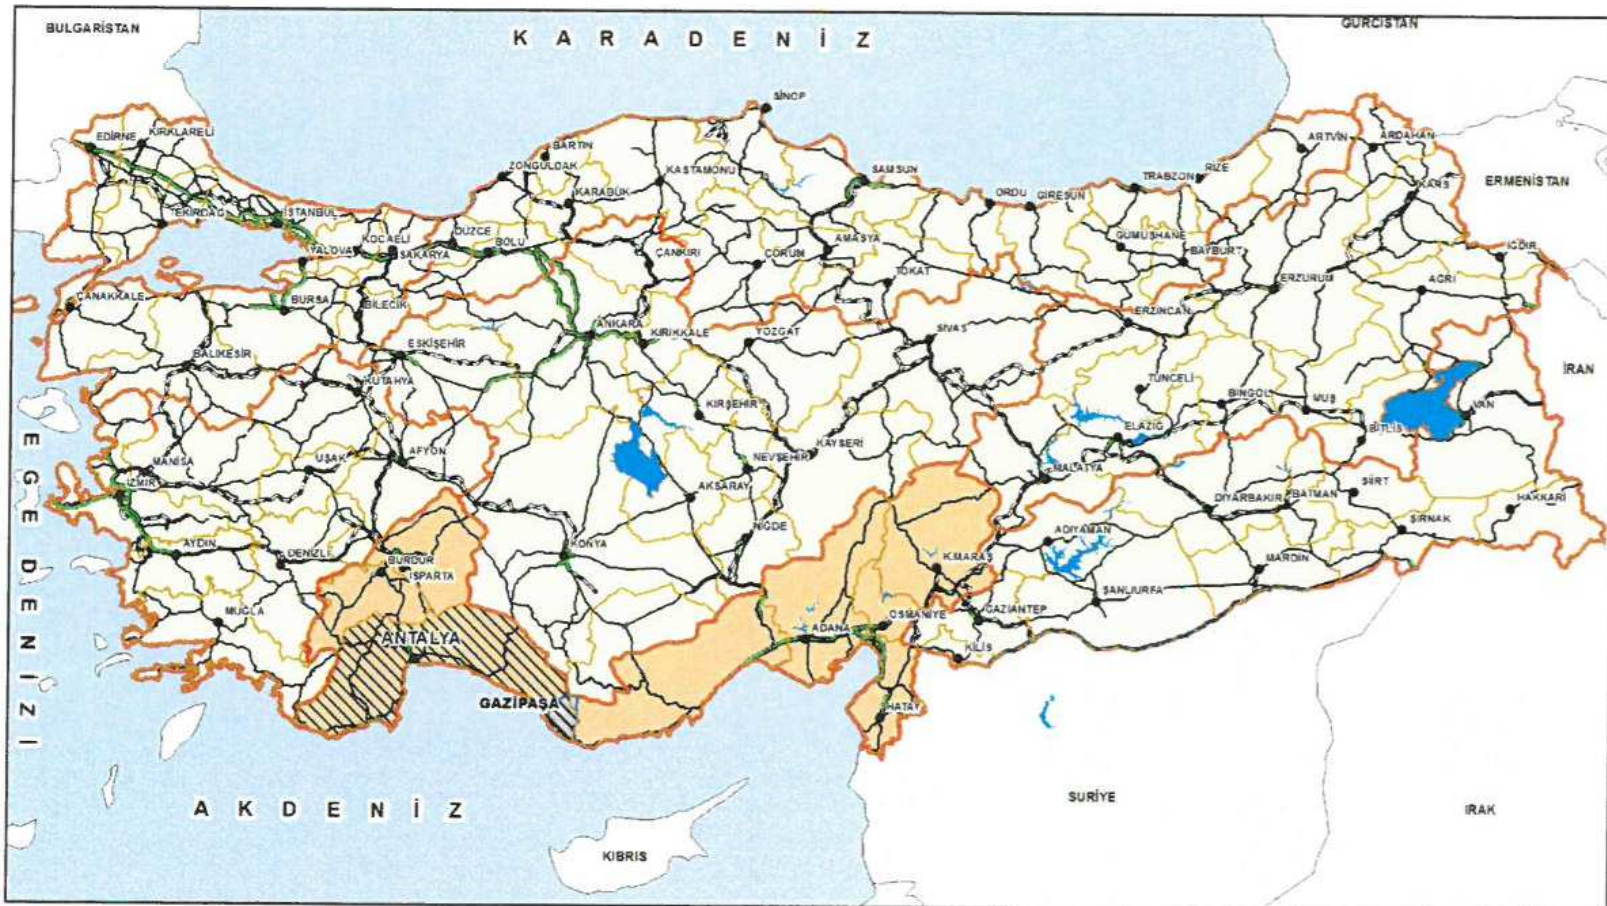 BULGARİSTAN
KARADENİZ
GÜRCİSTAN
SİNOP
EDİRNE
KIRKLARELİ
BARTIN
ZONGULDAK
KASTAMONU
SAMSUN
ARTVİN
ARDAHAN
RİZE
TRABZON
ERMENİSTAN
KARS
KARABÜK
ORDU
GİRESUN
TEKİRDAĞ
İSTANBUL
DÜZCE
KOCAELİ
BOLU
AMASYA
GÜMÜŞHANE
IĞDIR
YALOVA
SAKARYA
ÇANKIRI
ÇORUM
BAYBURT
TOKAT
ERZURUM
AĞRI
ÇANAKKALE
BURSA
BİLECİK
ERZİNCAN
ANKARA
KIRIKKALE
YOZGAT
SİVAS
ESKİŞEHİR
BALIKESİR
İRAN
KÜTAHYA
TUNCELİ
BİNGÖL
MUŞ
KIRŞEHİR
VAN
ELAZIĞ
BİTLİS
KAYSERİ
AFYON
NEVŞEHİR
MANİSA
UŞAK
MALATYA
AKSARAY
ŞİRT
İZMİR
DİYARBAKIR
BATMAN
HAKKARİ
NİĞDE
ADIYAMAN
ŞIRNAK
KONYA
AYDIN
DENİZLİ
BURDUR
K.MARAŞ
MARDİN
ISPARTA
ŞANLIURFA
EGE DENİZİ
MUĞLA
GAZİANTEP
OSMANİYE
ADANA
ANTALYA
KİLİS
GAZİPAŞA
HATAY
SURİYE
AKDENİZ
IRAK
KIBRIS